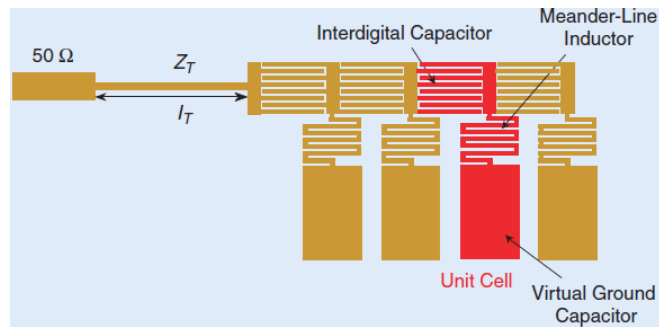 Meander-Line
Inductor
Interdigital Capacitor
50 Ω
Z_T
l_T
Unit Cell
Virtual Ground
Capacitor